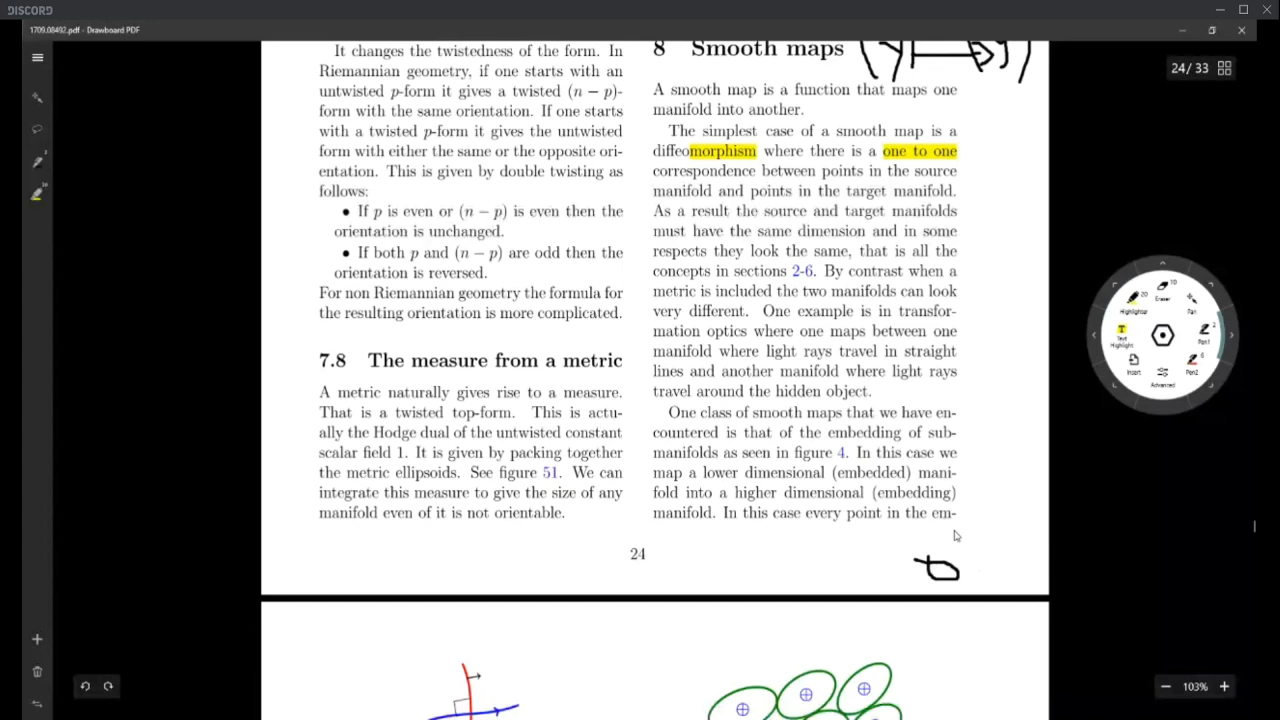 DISCORD
1709.08492.pdf - Drawboard PDF
24/33
It changes the twistedness of the form. In
Riemannian geometry, if one starts with an
untwisted p-form it gives a twisted (n − p)-
form with the same orientation. If one starts
with a twisted p-form it gives the untwisted
form with either the same or the opposite ori-
entation. This is given by double twisting as
follows:
• If p is even or (n − p) is even then the
orientation is unchanged.
• If both p and (n − p) are odd then the
orientation is reversed.
For non Riemannian geometry the formula for
the resulting orientation is more complicated.
7.8 The measure from a metric
A metric naturally gives rise to a measure.
That is a twisted top-form. This is actu-
ally the Hodge dual of the untwisted constant
scalar field 1. It is given by packing together
the metric ellipsoids. See figure 51. We can
integrate this measure to give the size of any
manifold even of it is not orientable.
8 Smooth maps
A smooth map is a function that maps one
manifold into another.
The simplest case of a smooth map is a
diffeomorphism where there is a one to one
correspondence between points in the source
manifold and points in the target manifold.
As a result the source and target manifolds
must have the same dimension and in some
respects they look the same, that is all the
concepts in sections 2-6. By contrast when a
metric is included the two manifolds can look
very different. One example is in transfor-
mation optics where one maps between one
manifold where light rays travel in straight
lines and another manifold where light rays
travel around the hidden object.
One class of smooth maps that we have en-
countered is that of the embedding of sub-
manifolds as seen in figure 4. In this case we
map a lower dimensional (embedded) mani-
fold into a higher dimensional (embedding)
manifold. In this case every point in the em-
24
Highlighter
20
Eraser
10
Pan
Text
Highlight
Pen1
2
Insert
Advanced
Pen2
6
103%